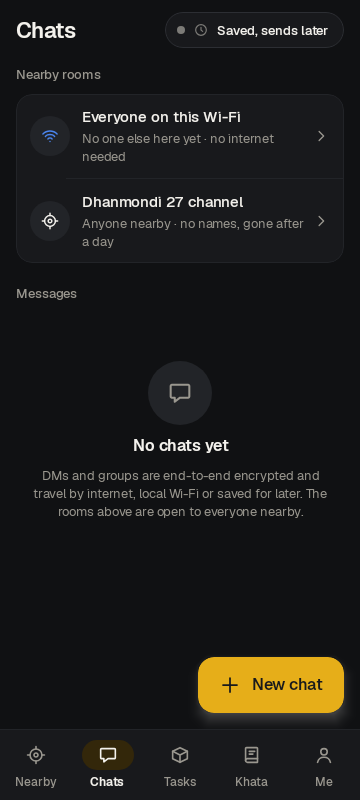 Chats
Saved, sends later
Nearby rooms
Everyone on this Wi-Fi
No one else here yet · no internet
needed
Dhanmondi 27 channel
Anyone nearby · no names, gone after
a day
Messages
No chats yet
DMs and groups are end-to-end encrypted and
travel by internet, local Wi-Fi or saved for later. The
rooms above are open to everyone nearby.
New chat
Nearby
Chats
Tasks
Khata
Me